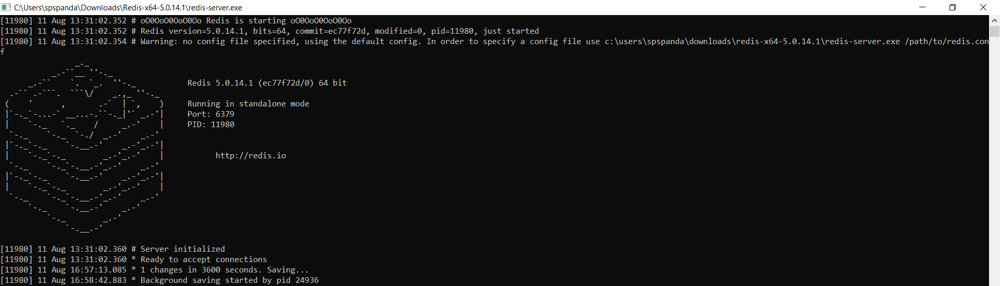 C:\Users\spspanda\Downloads\Redis-x64-5.0.14.1\redis-server.exe
[11980] 11 Aug 13:31:02.352 # oO0OoO0OoO0Oo Redis is starting oO0OoO0OoO0Oo
[11980] 11 Aug 13:31:02.352 # Redis version=5.0.14.1, bits=64, commit=ec77f72d, modified=0, pid=11980, just started
[11980] 11 Aug 13:31:02.354 # Warning: no config file specified, using the default config. In order to specify a config file use c:\users\spspanda\downloads\redis-x64-5.0.14.1\redis-server.exe /path/to/redis.con
f
Redis 5.0.14.1 (ec77f72d/0) 64 bit
Running in standalone mode
Port: 6379
PID: 11980
http://redis.io
[11980] 11 Aug 13:31:02.360 # Server initialized
[11980] 11 Aug 13:31:02.360 * Ready to accept connections
[11980] 11 Aug 16:57:13.085 * 1 changes in 3600 seconds. Saving...
[11980] 11 Aug 16:58:42.883 * Background saving started by pid 24936